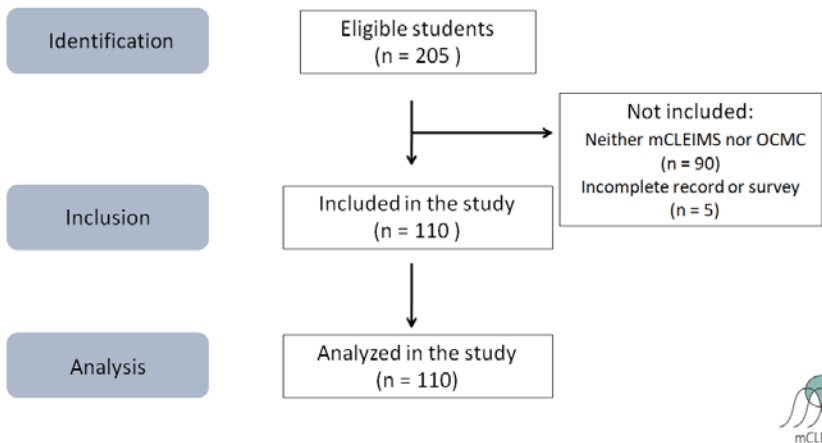 Identification
Eligible students
(n = 205 )
Not included:
Neither mCLEIMS nor OCMC
(n = 90)
Incomplete record or survey
(n = 5)
Inclusion
Included in the study
(n = 110 )
Analysis
Analyzed in the study
(n = 110)